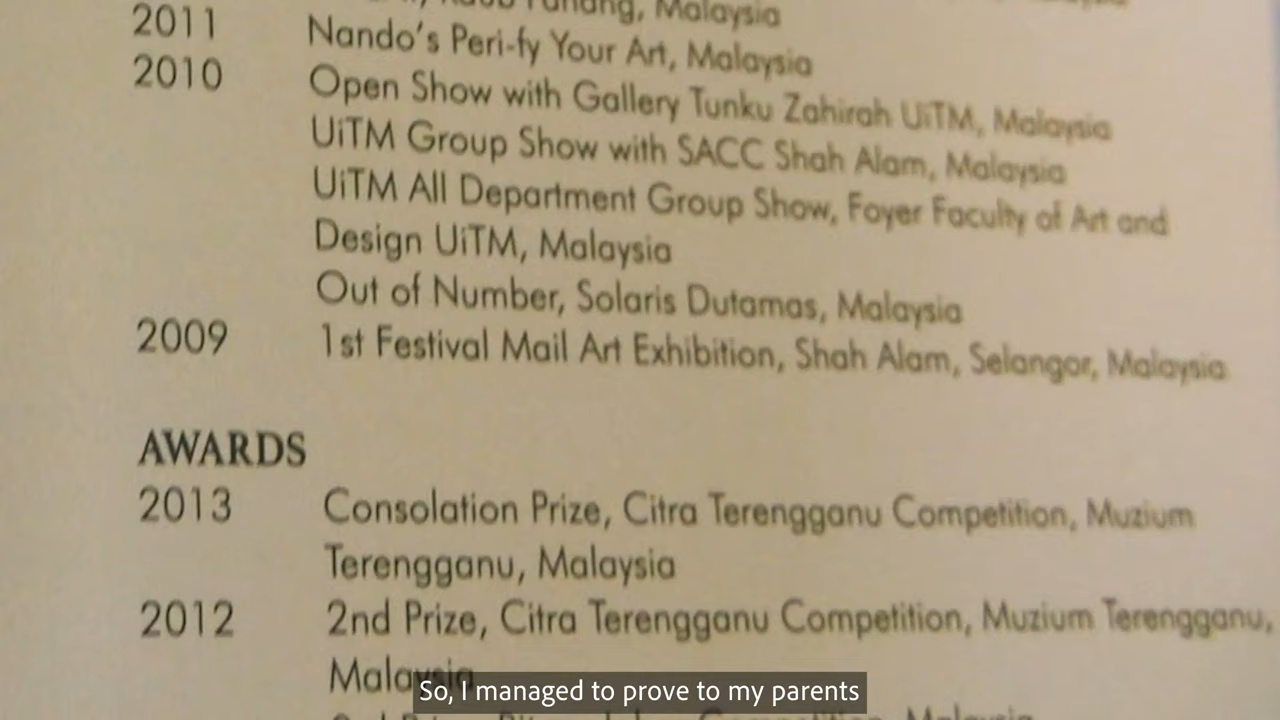 Malaysia
2011 Nando's Peri-fy Your Art, Malaysia
2010 Open Show with Gallery Tunku Zahirah UiTM, Malaysia
UiTM Group Show with SACC Shah Alam, Malaysia
UiTM All Department Group Show, Foyer Faculty of Art and
Design UiTM, Malaysia
Out of Number, Solaris Dutamas, Malaysia
2009 1st Festival Mail Art Exhibition, Shah Alam, Selangor, Malaysia
AWARDS
2013 Consolation Prize, Citra Terengganu Competition, Muzium
Terengganu, Malaysia
2012 2nd Prize, Citra Terengganu Competition, Muzium Terengganu,
Malaysia
So, I managed to prove to my parents